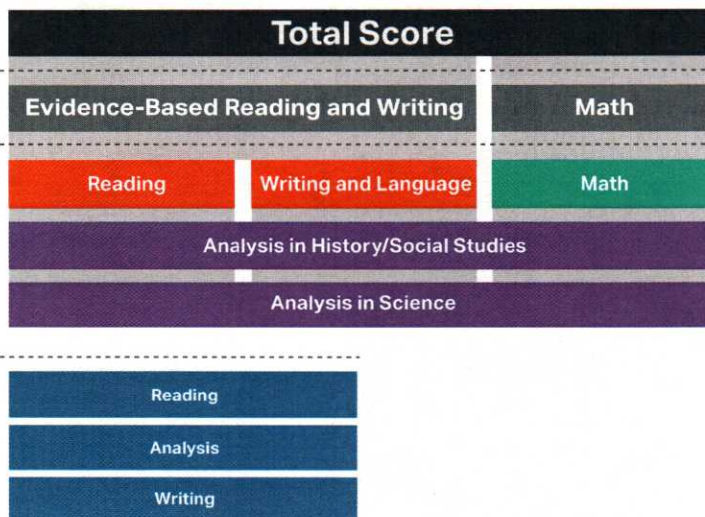 Total Score
Evidence-Based Reading and Writing Math
Reading Writing and Language Math
Analysis in History/Social Studies
Analysis in Science
Reading
Analysis
Writing